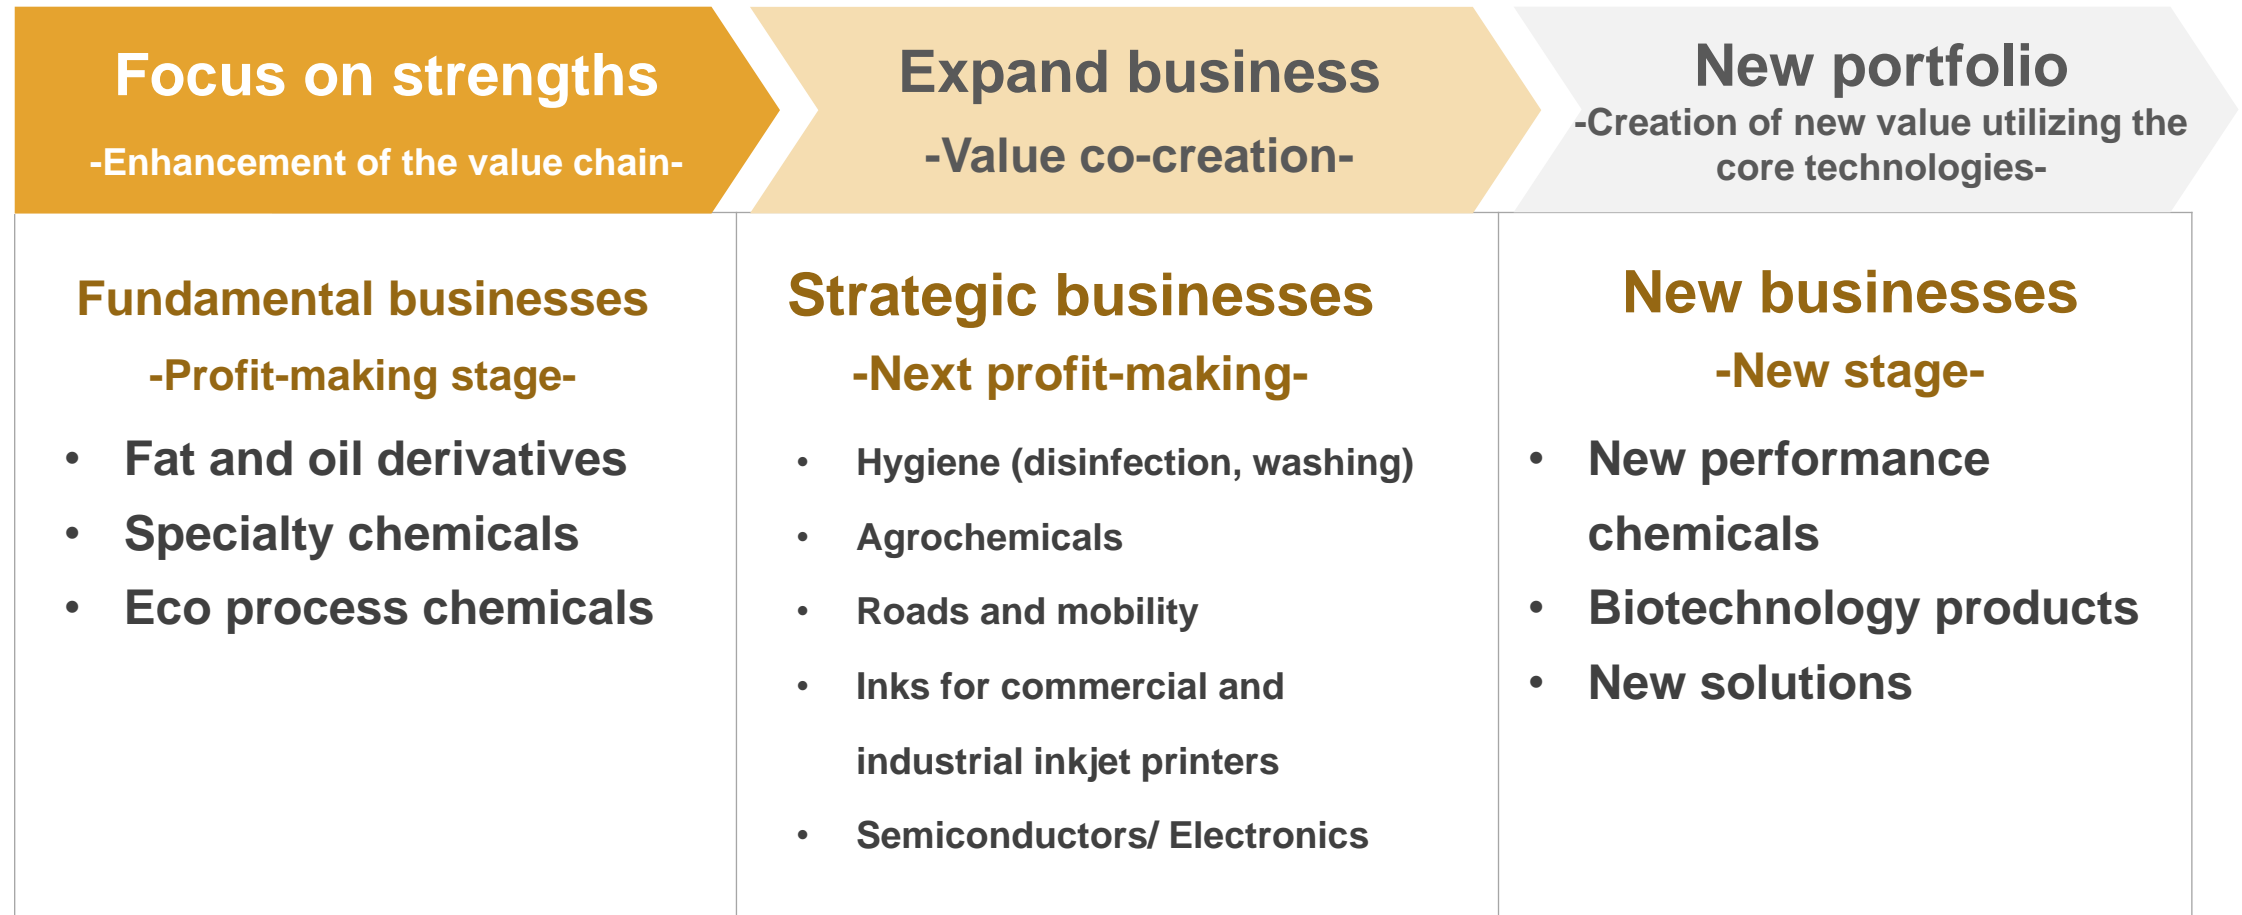 Focus on strengths
-Enhancement of the value chain-
Expand business
-Value co-creation-
New portfolio
-Creation of new value utilizing the
core technologies-
Fundamental businesses
-Profit-making stage-
• Fat and oil derivatives
• Specialty chemicals
• Eco process chemicals
Strategic businesses
-Next profit-making-
• Hygiene (disinfection, washing)
• Agrochemicals
• Roads and mobility
• Inks for commercial and
industrial inkjet printers
• Semiconductors/ Electronics
New businesses
-New stage-
• New performance
chemicals
• Biotechnology products
• New solutions